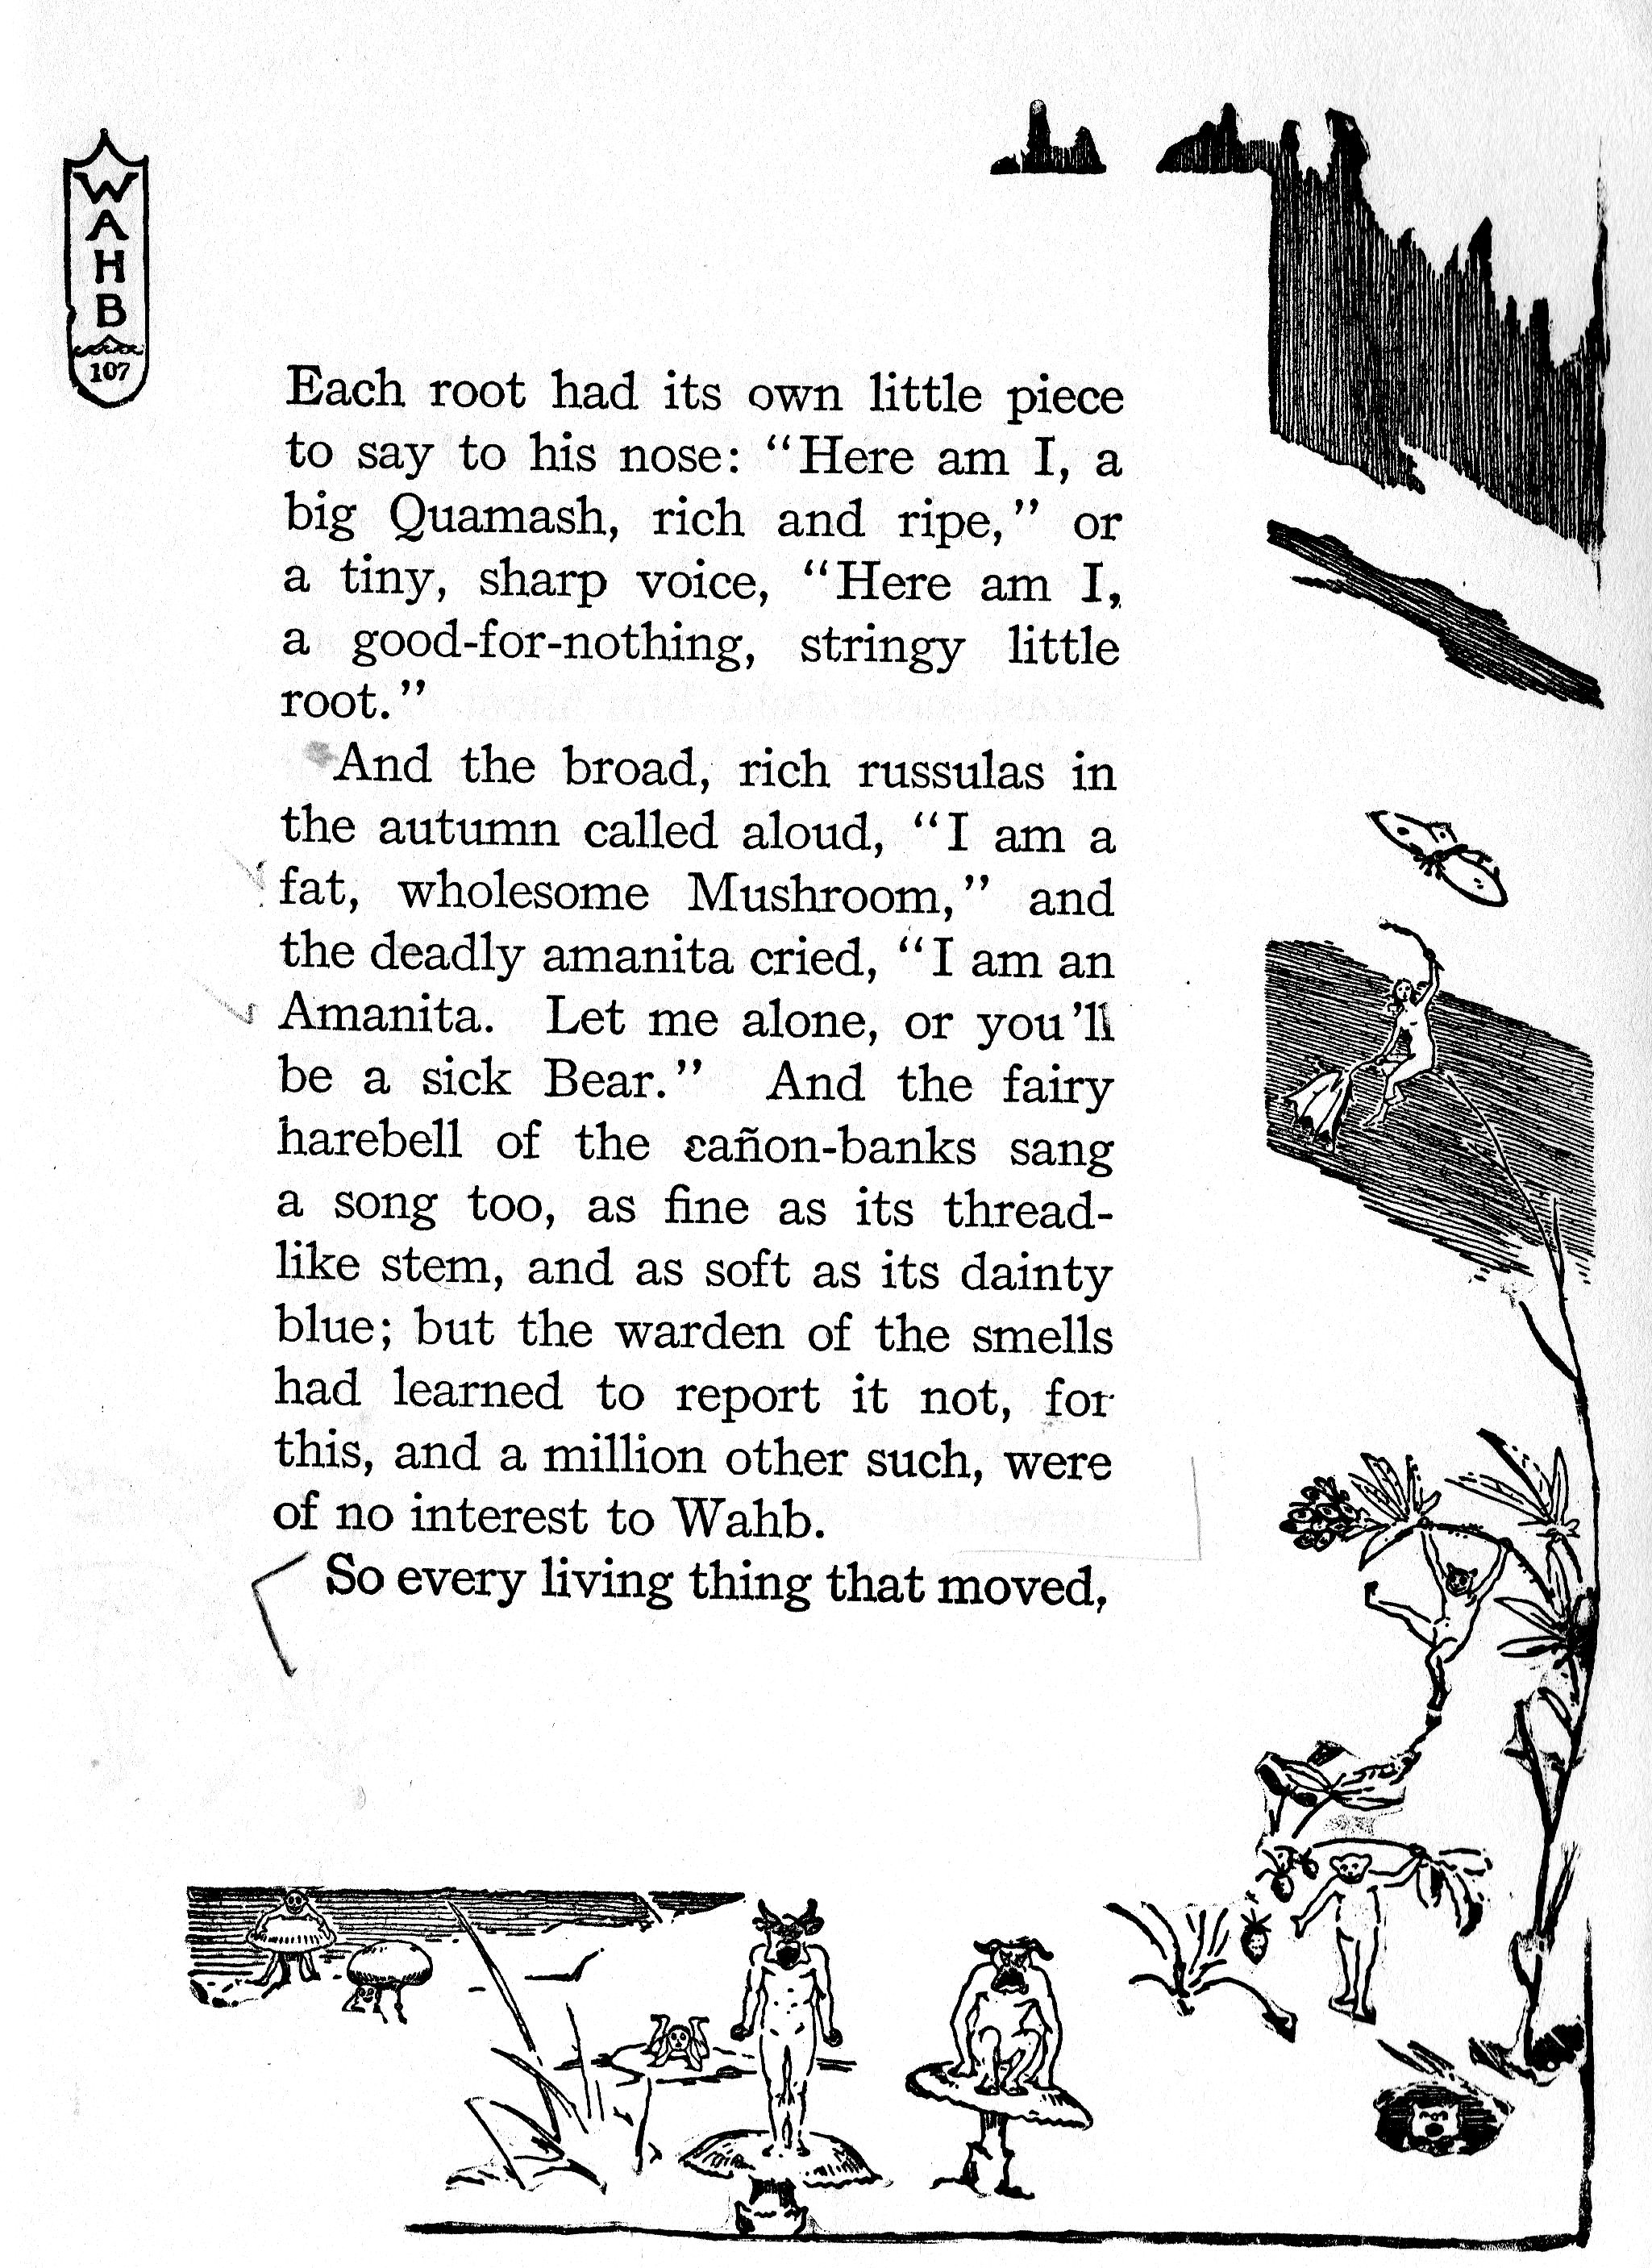 WAHB
107
Each root had its own little piece
to say to his nose: “Here am I, a
big Quamash, rich and ripe,” or
a tiny, sharp voice, “Here am I,
a good-for-nothing, stringy little
root.”
And the broad, rich russulas in
the autumn called aloud, “I am a
fat, wholesome Mushroom,” and
the deadly amanita cried, “I am an
Amanita. Let me alone, or you’ll
be a sick Bear.” And the fairy
harebell of the cañon-banks sang
a song too, as fine as its thread-
like stem, and as soft as its dainty
blue; but the warden of the smells
had learned to report it not, for
this, and a million other such, were
of no interest to Wahb.
So every living thing that moved,